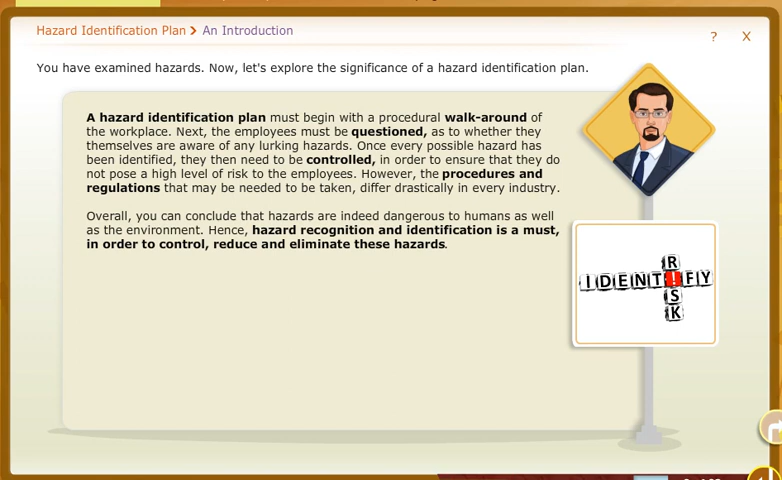 Hazard Identification Plan > An Introduction
? X
You have examined hazards. Now, let's explore the significance of a hazard identification plan.
A hazard identification plan must begin with a procedural walk-around of
the workplace. Next, the employees must be questioned, as to whether they
themselves are aware of any lurking hazards. Once every possible hazard has
been identified, they then need to be controlled, in order to ensure that they do
not pose a high level of risk to the employees. However, the procedures and
regulations that may be needed to be taken, differ drastically in every industry.
Overall, you can conclude that hazards are indeed dangerous to humans as well
as the environment. Hence, hazard recognition and identification is a must,
in order to control, reduce and eliminate these hazards.
IDENTIFY
RISK